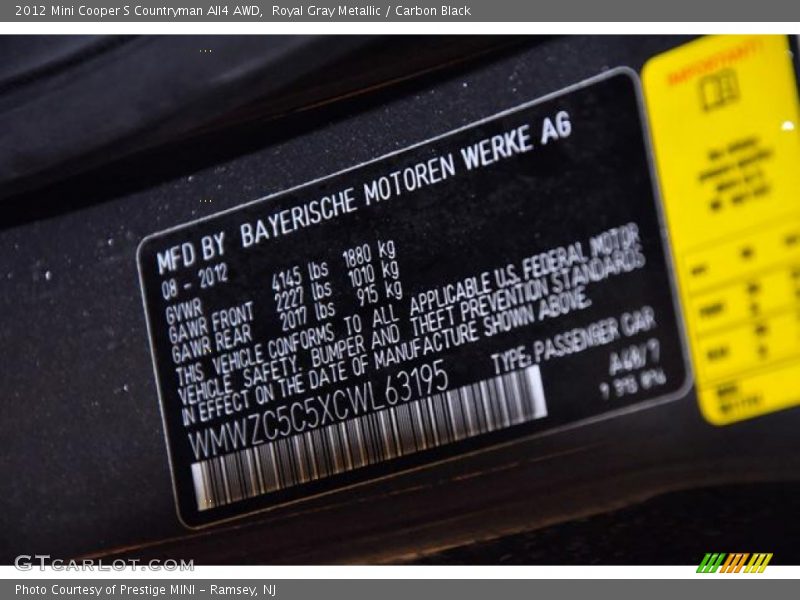 2012 Mini Cooper S Countryman All4 AWD,  Royal Gray Metallic / Carbon Black
MFD BY BAYERISCHE MOTOREN WERKE AG
08 - 2012
GVWR 4145 lbs 1880 kg
GAWR FRONT 2227 lbs 1010 kg
GAWR REAR 2017 lbs 915 kg
THIS VEHICLE CONFORMS TO ALL APPLICABLE U.S. FEDERAL MOTOR
VEHICLE SAFETY, BUMPER AND THEFT PREVENTION STANDARDS
IN EFFECT ON THE DATE OF MANUFACTURE SHOWN ABOVE.
WMWZC5C5XCWL63195 TYPE: PASSENGER CAR
IMPORTANT!
GTcarlot.com
Photo Courtesy of Prestige MINI - Ramsey, NJ